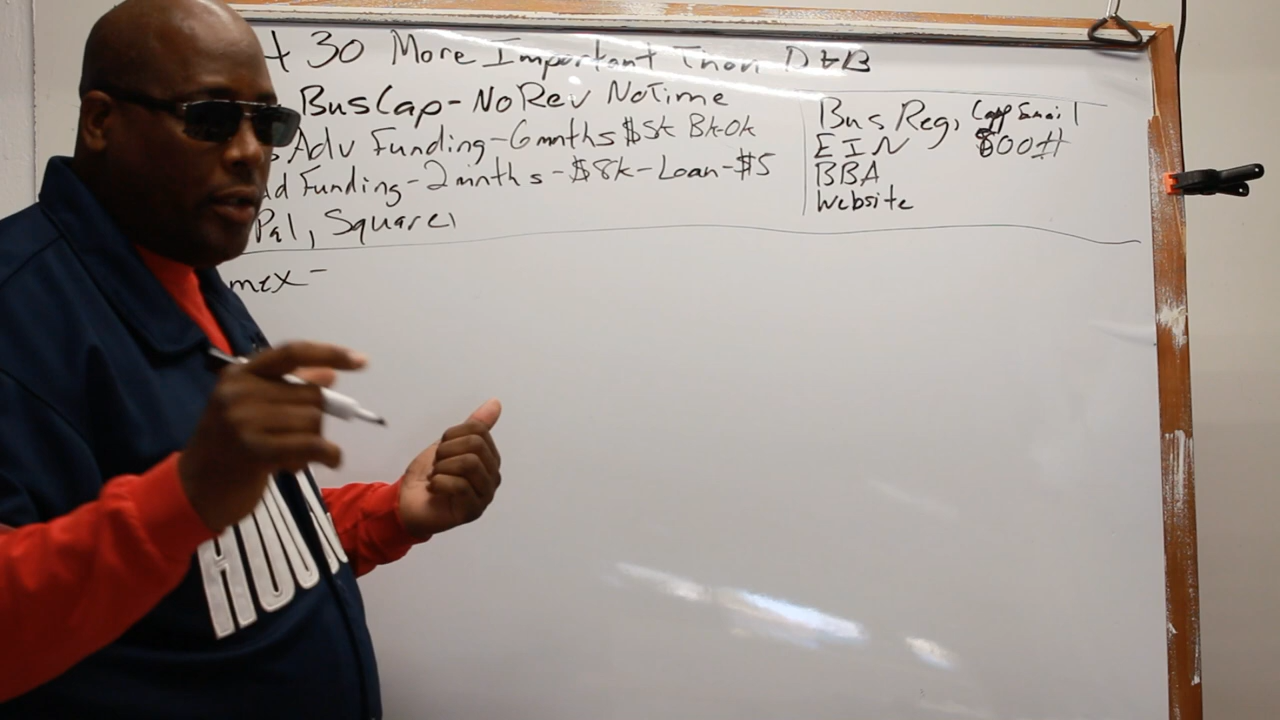 t 30 More Important Than D&B
BusCap-NoRev NoTime
s Adv Funding-6mnths $5k Bk-Ok
d Funding-2mnths-$8k-Loan-$5
Pal, Square,
mex-
Bus Reg, Email
EIN 800#
BBA
Website
HOU